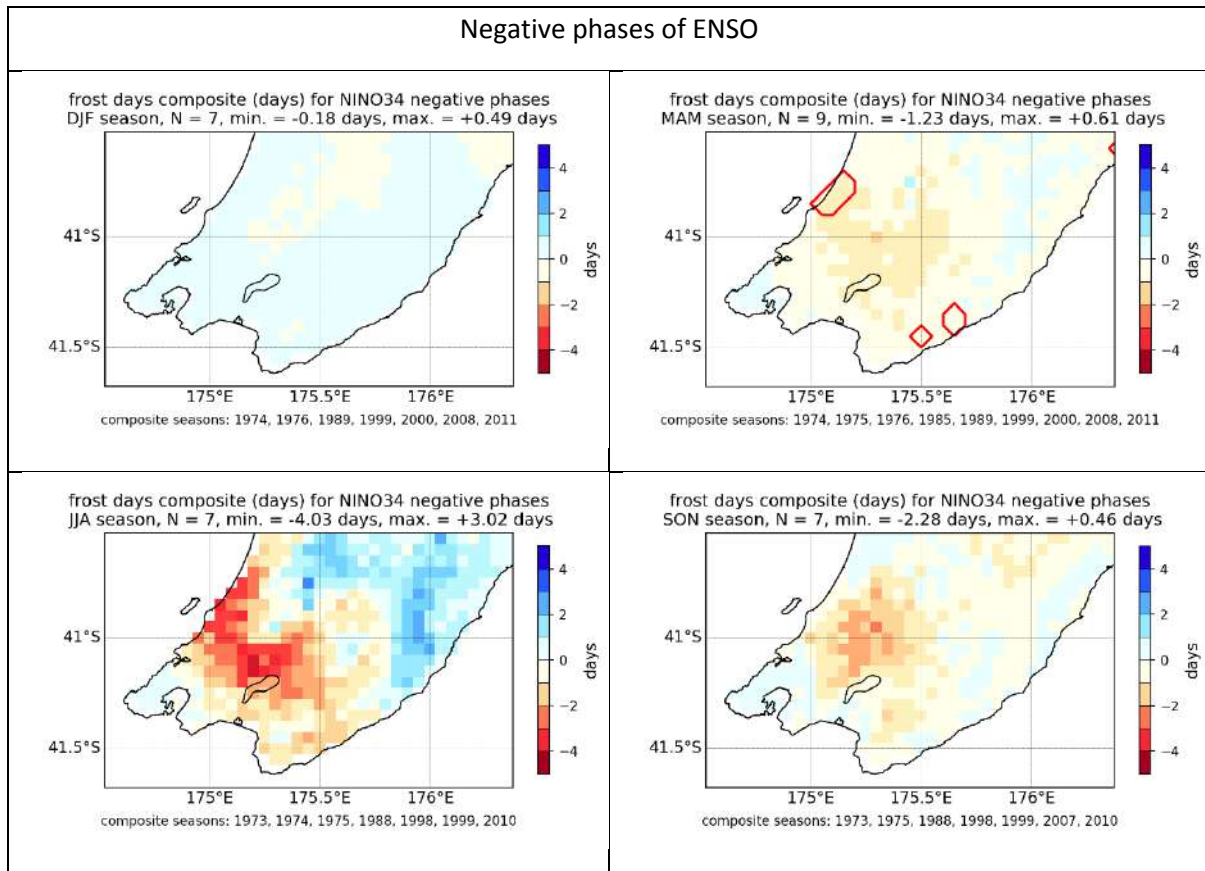 Negative phases of ENSO
frost days composite (days) for NINO34 negative phases
DJF season, N = 7, min. = -0.18 days, max. = +0.49 days
41°S
41.5°S
175°E 175.5°E 176°E
4
2
0
−2
−4
days
composite seasons: 1974, 1976, 1989, 1999, 2000, 2008, 2011
frost days composite (days) for NINO34 negative phases
MAM season, N = 9, min. = -1.23 days, max. = +0.61 days
41°S
41.5°S
175°E 175.5°E 176°E
4
2
0
−2
−4
days
composite seasons: 1974, 1975, 1976, 1985, 1989, 1999, 2000, 2008, 2011
frost days composite (days) for NINO34 negative phases
JJA season, N = 7, min. = -4.03 days, max. = +3.02 days
41°S
41.5°S
175°E 175.5°E 176°E
4
2
0
−2
−4
days
composite seasons: 1973, 1974, 1975, 1988, 1998, 1999, 2010
frost days composite (days) for NINO34 negative phases
SON season, N = 7, min. = -2.28 days, max. = +0.46 days
41°S
41.5°S
175°E 175.5°E 176°E
4
2
0
−2
−4
days
composite seasons: 1973, 1975, 1988, 1998, 1999, 2007, 2010